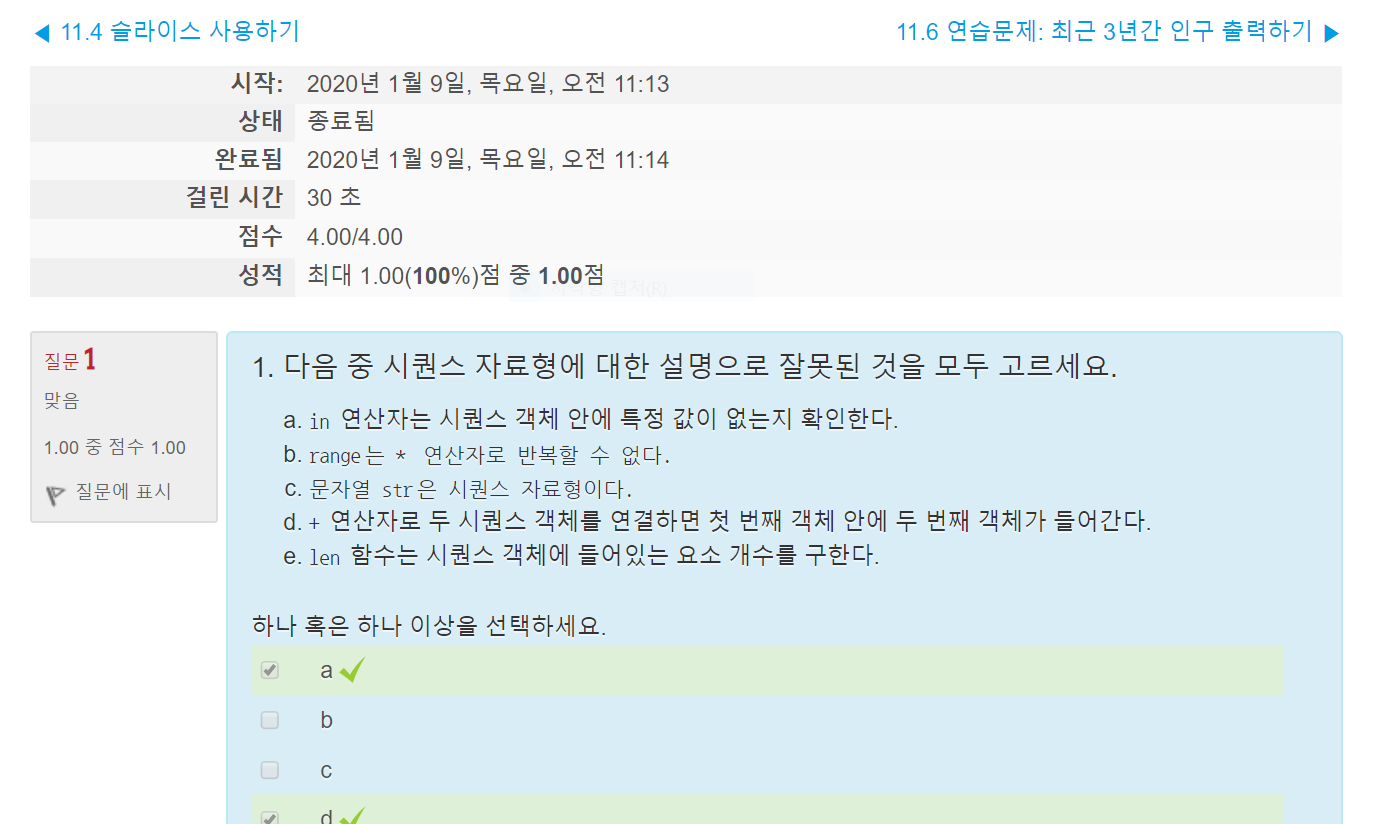 ◀ 11.4 슬라이스 사용하기
11.6 연습문제: 최근 3년간 인구 출력하기 ▶
시작: 2020년 1월 9일, 목요일, 오전 11:13
상태 종료됨
완료됨 2020년 1월 9일, 목요일, 오전 11:14
걸린 시간 30 초
점수 4.00/4.00
성적 최대 1.00(100%)점 중 1.00점
질문 1
맞음
1.00 중 점수 1.00
질문에 표시
1. 다음 중 시퀀스 자료형에 대한 설명으로 잘못된 것을 모두 고르세요.
a. in 연산자는 시퀀스 객체 안에 특정 값이 없는지 확인한다.
b. range는 * 연산자로 반복할 수 없다.
c. 문자열 str은 시퀀스 자료형이다.
d. + 연산자로 두 시퀀스 객체를 연결하면 첫 번째 객체 안에 두 번째 객체가 들어간다.
e. len 함수는 시퀀스 객체에 들어있는 요소 개수를 구한다.
하나 혹은 하나 이상을 선택하세요.
a
b
c
d